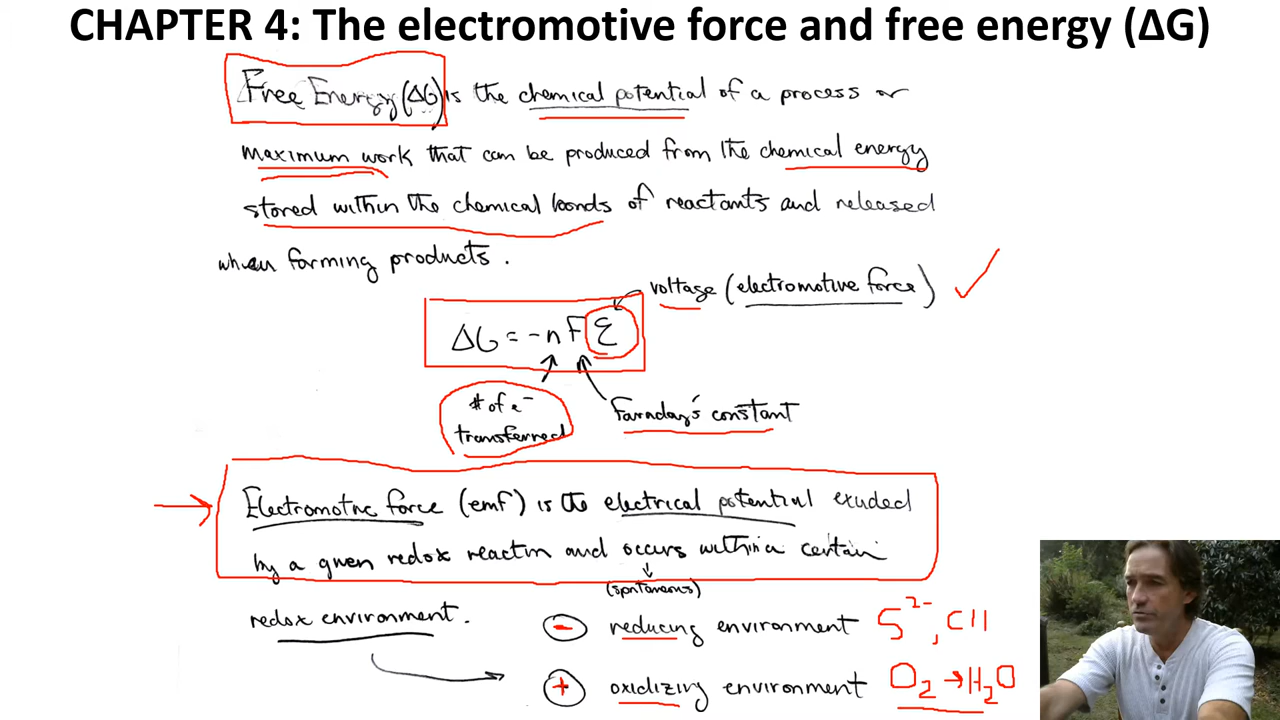 CHAPTER 4: The electromotive force and free energy (ΔG)
Free Energy (ΔG) is the chemical potential of a process or
maximum work that can be produced from the chemical energy
stored within the chemical bonds of reactants and released
when forming products.
voltage (electromotive force)
ΔG = -nFℰ
# of e⁻
transferred
Faraday's constant
Electromotive force (emf) is the electrical potential exuded
by a given redox reaction and occurs within a certain
(spontaneous)
redox environment.
- reducing environment S²⁻,
+ oxidizing environment O₂ → H₂O